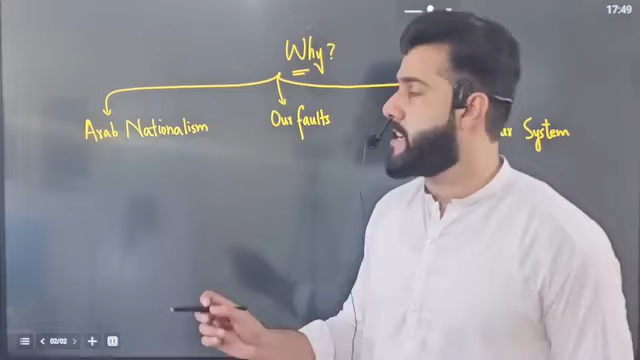 17:49
Why?
Arab Nationalism
Our faults
System
02/02